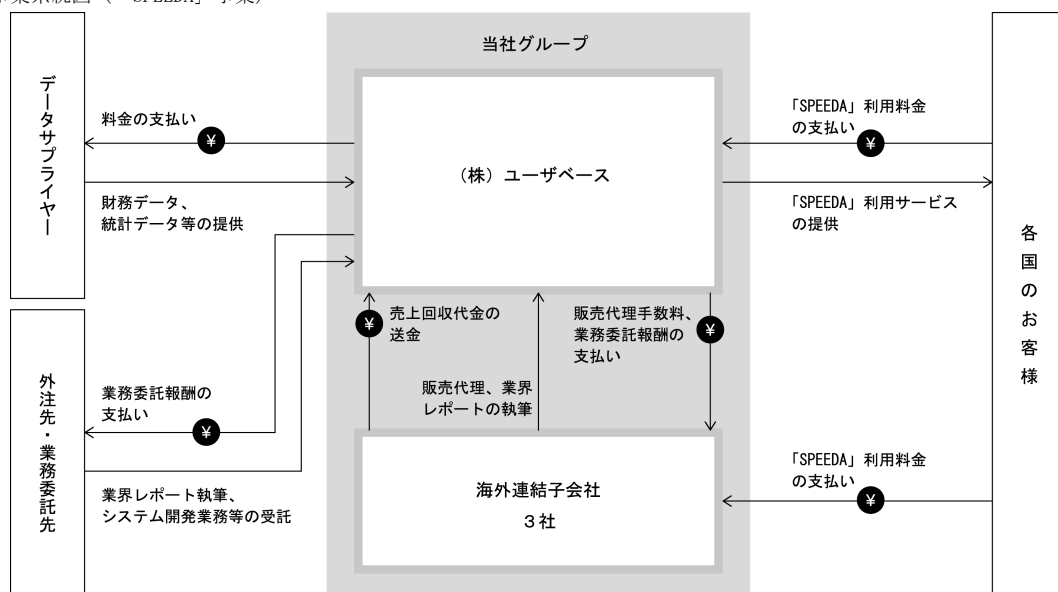 事業系統図（「SPEEDA」事業）
当社グループ
データサプライヤー
料金の支払い
¥
財務データ、
統計データ等の提供
（株）ユーザベース
「SPEEDA」利用料金
の支払い
¥
「SPEEDA」利用サービス
の提供
各国のお客様
外注先・業務委託先
業務委託報酬の
支払い
¥
業界レポート執筆、
システム開発業務等の受託
¥
売上回収代金の
送金
販売代理、業界
レポートの執筆
販売代理手数料、
業務委託報酬の
支払い
¥
海外連結子会社
３社
「SPEEDA」利用料金
の支払い
¥